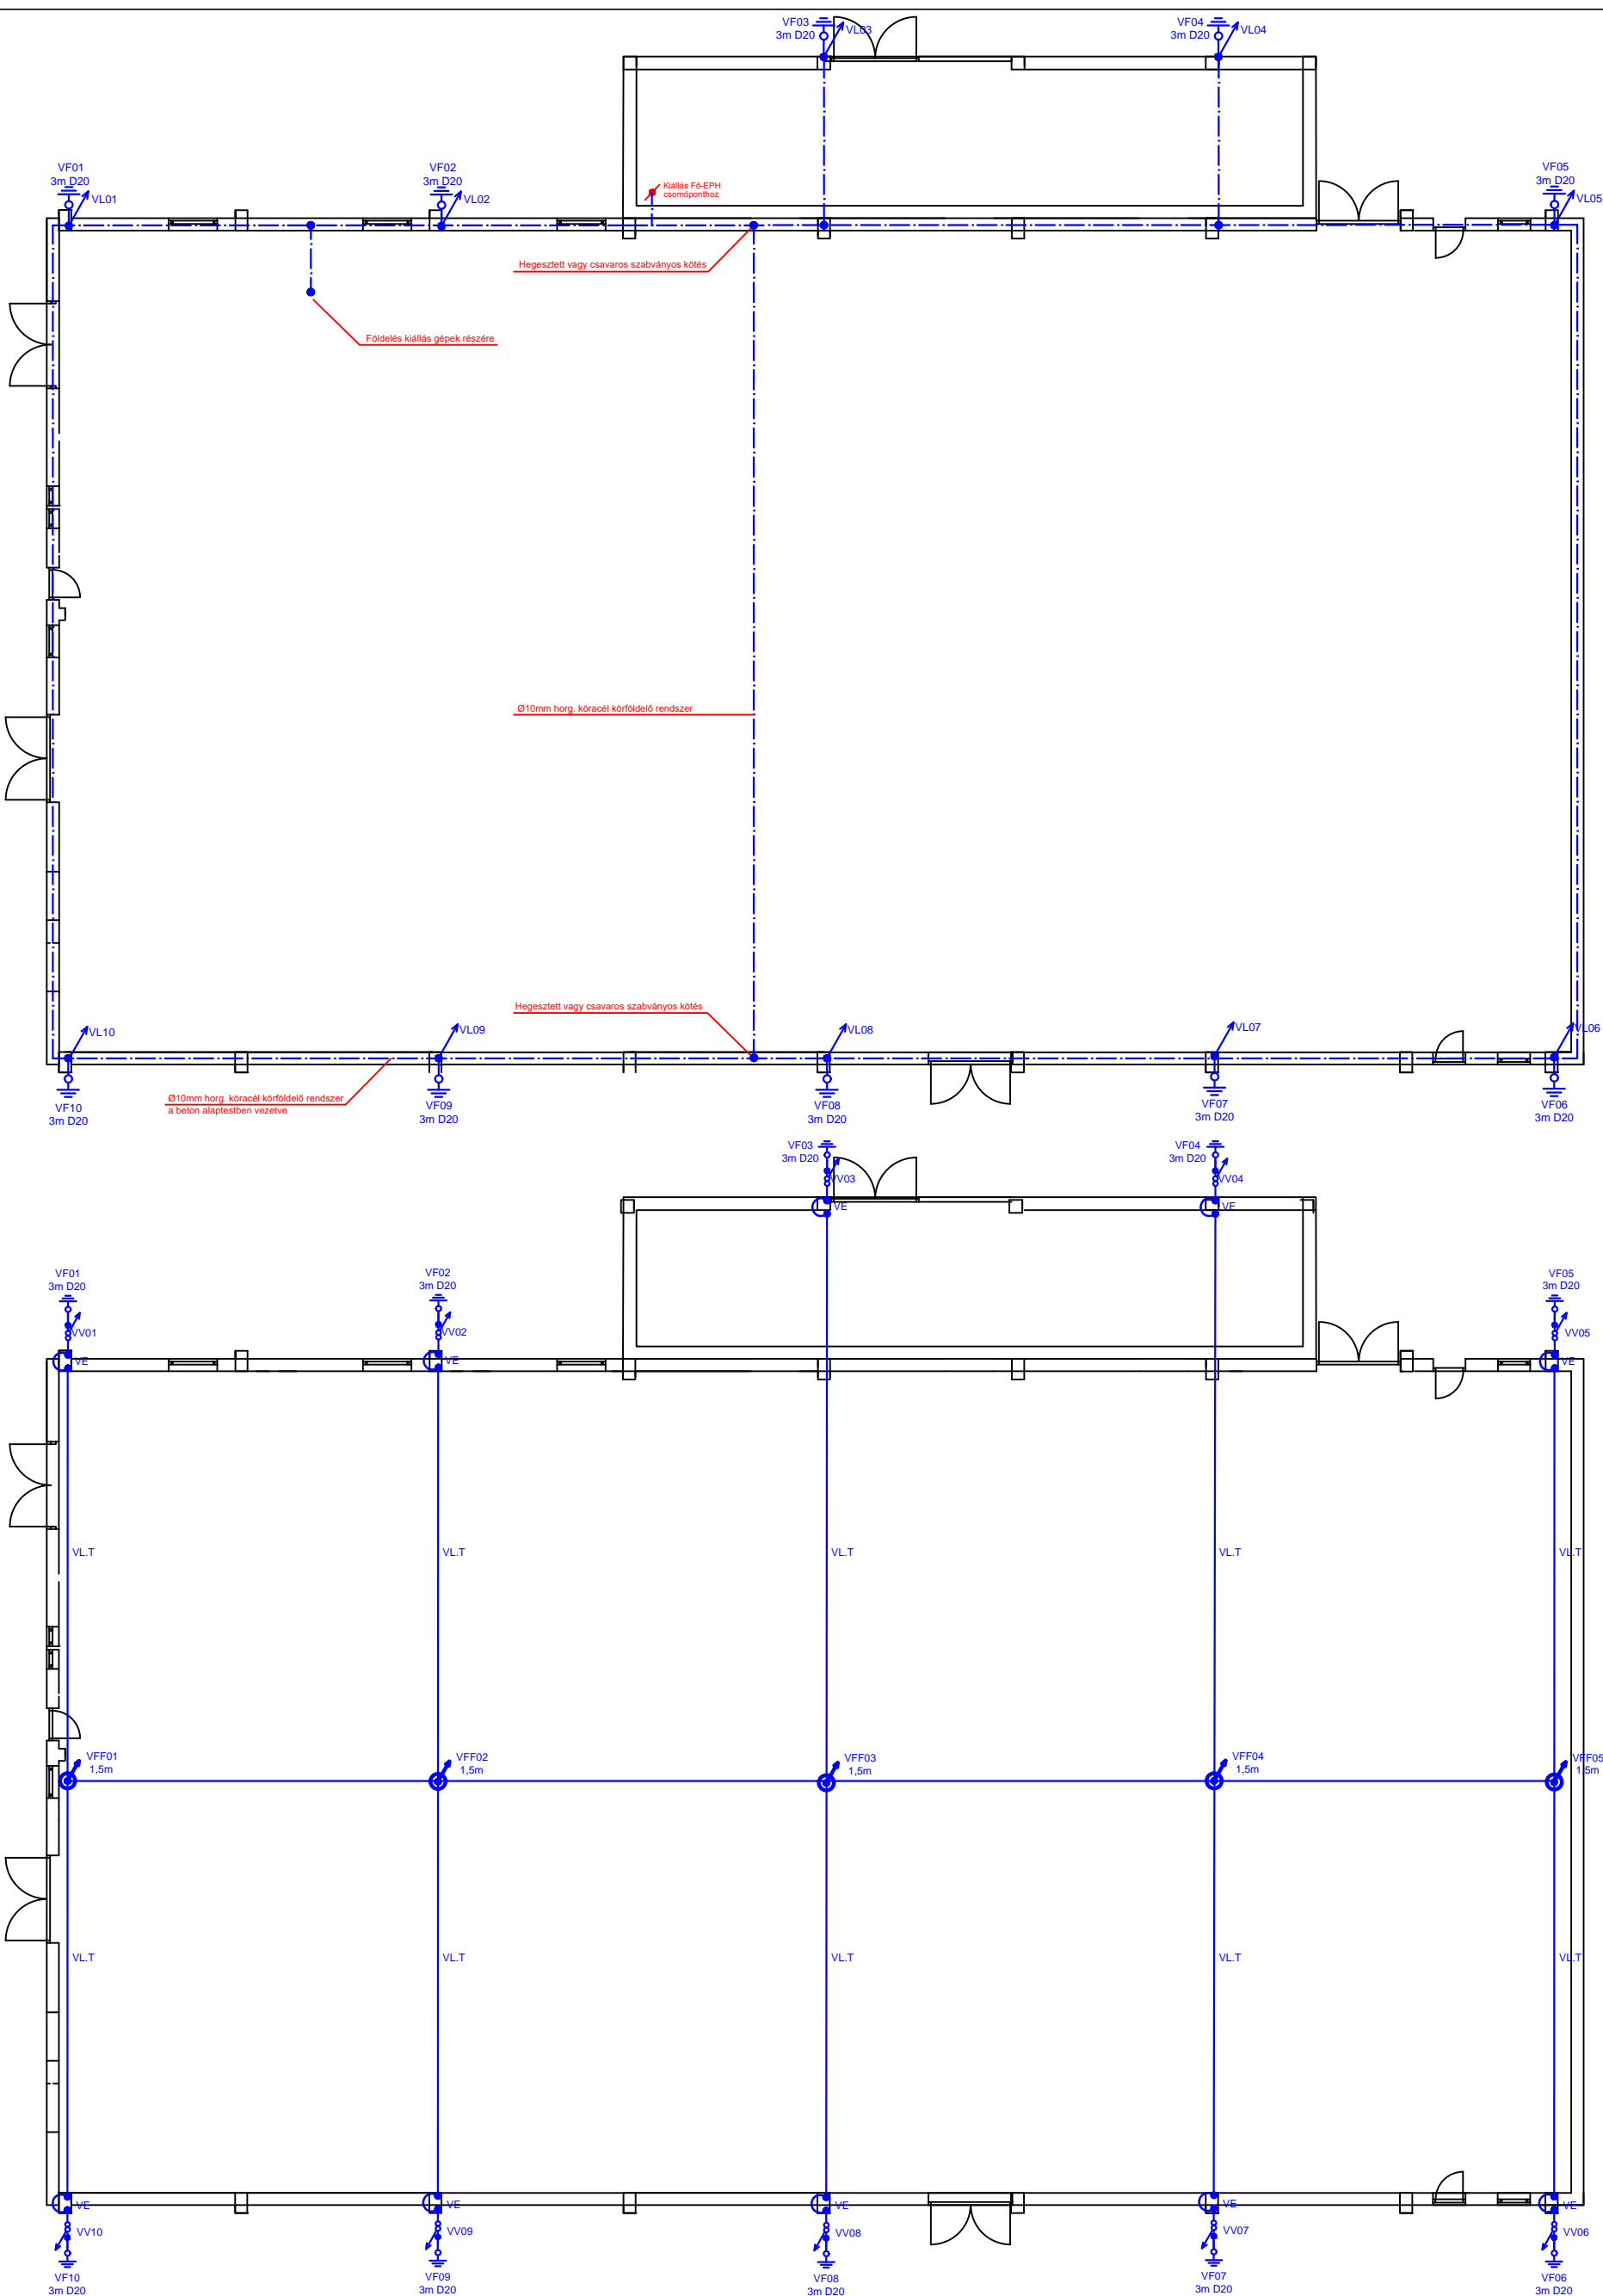 VF03
3m D20
VL03
VF04
3m D20
VL04
VF01
3m D20
VL01
VF02
3m D20
VL02
Kiállás Fő-EPH
csomóponthoz
VF05
3m D20
VL05
Hegesztett vagy csavaros szabványos kötés
Földelés kiállás gépek részére
Ø10mm horg. köracél körföldelő rendszer
Hegesztett vagy csavaros szabványos kötés
VL10
VL09
VL08
VL07
VL06
Ø10mm horg. köracél körföldelő rendszer
a beton alaptestben vezetve
VF10
3m D20
VF09
3m D20
VF08
3m D20
VF07
3m D20
VF06
3m D20
VF03
3m D20
VV03
VE
VF04
3m D20
VV04
VE
VF01
3m D20
VV01
VE
VF02
3m D20
VV02
VE
VF05
3m D20
VV05
VE
VL.T
VL.T
VL.T
VL.T
VL.T
VFF01
1,5m
VFF02
1,5m
VFF03
1,5m
VFF04
1,5m
VFF05
1,5m
VL.T
VL.T
VL.T
VL.T
VL.T
VE
VV10
VF10
3m D20
VE
VV09
VF09
3m D20
VE
VV08
VF08
3m D20
VE
VV07
VF07
3m D20
VE
VV06
VF06
3m D20